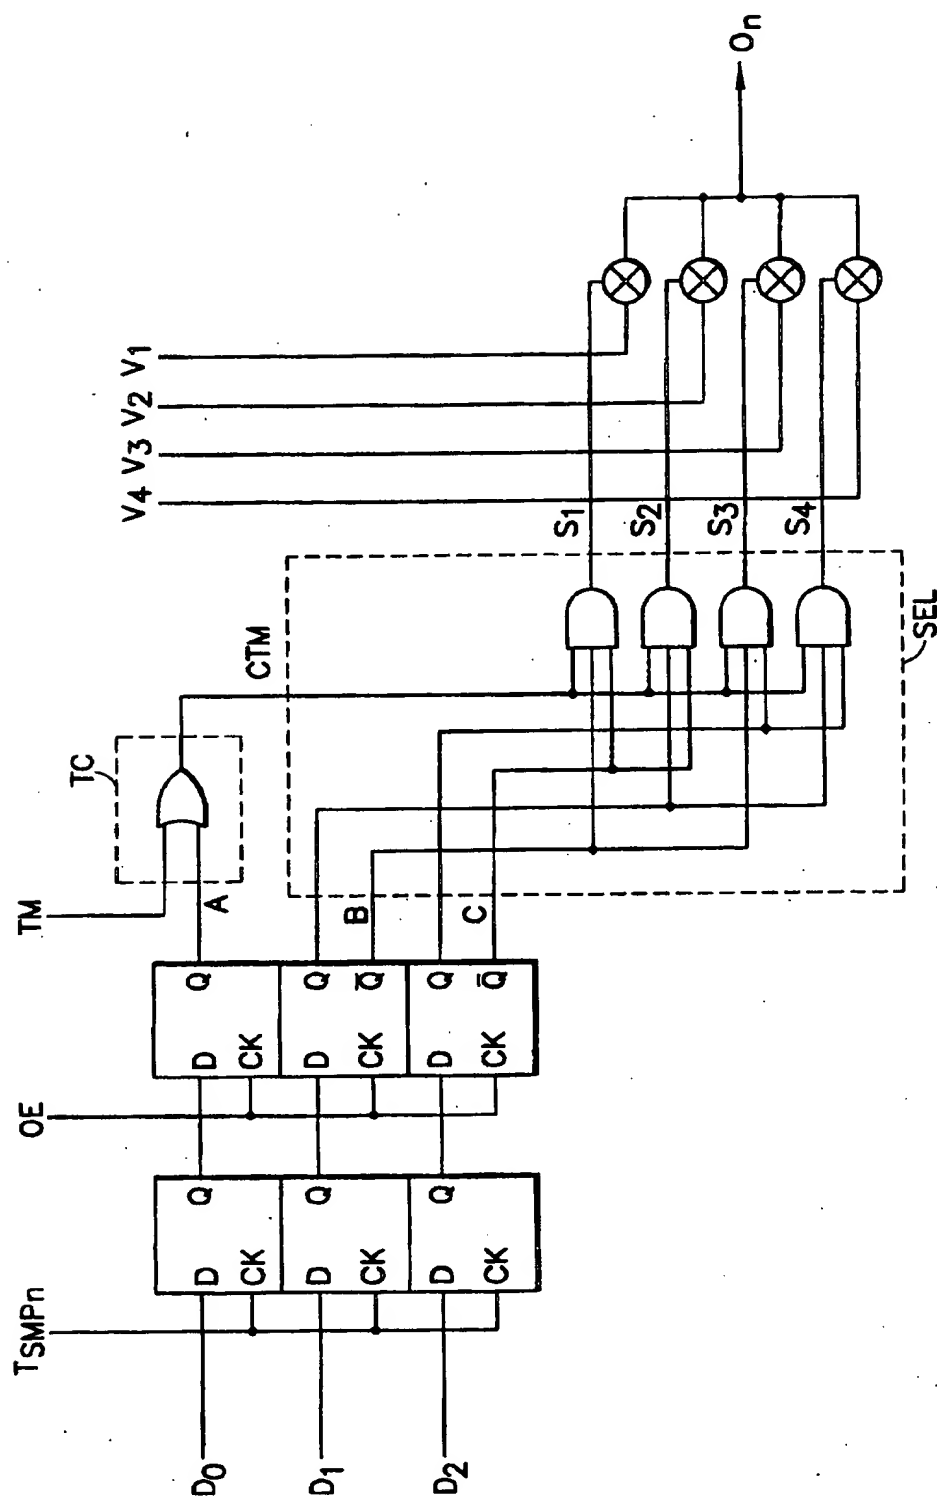 D0
D1
D2
TSMPn
D
CK
D
CK
D
CK
Q
Q
Q
OE
D
CK
D
CK
D
CK
Q
Q
Q̅
Q
Q̅
TM
A
B
C
TC
CTM
SEL
S1
S2
S3
S4
V4
V3
V2
V1
On